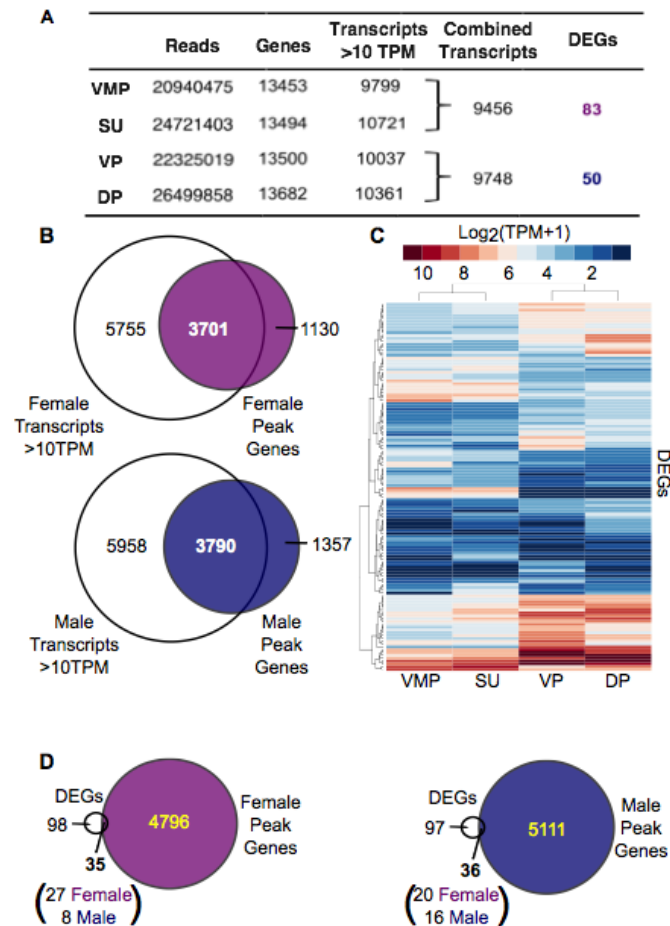 A
Reads Genes Transcripts >10 TPM Combined Transcripts DEGs
VMP 20940475 13453 9799
9456 83
SU 24721403 13494 10721
VP 22325019 13500 10037
9748 50
DP 26499858 13682 10361
B
5755 3701 1130
Female
Transcripts
>10TPM
Female
Peak
Genes
5958 3790 1357
Male
Transcripts
>10TPM
Male
Peak
Genes
C
Log2(TPM+1)
10 8 6 4 2
DEGs
VMP SU VP DP
D
DEGs
98
35
4796
Female
Peak
Genes
(27 Female
8 Male)
DEGs
97
36
5111
Male
Peak
Genes
(20 Female
16 Male)